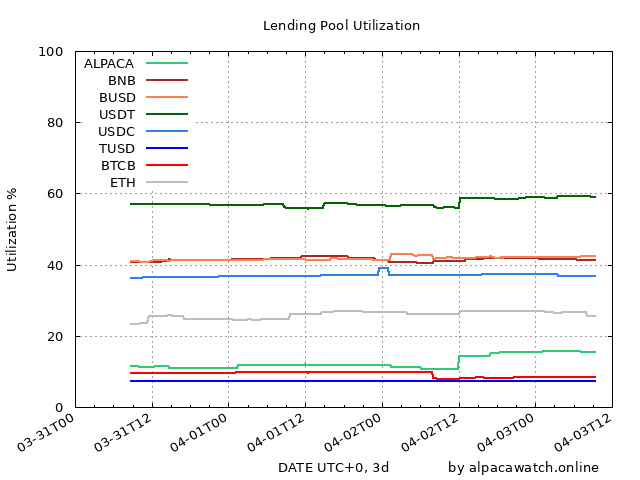 Lending Pool Utilization
100
80
60
40
20
0
Utilization %
ALPACA
BNB
BUSD
USDT
USDC
TUSD
BTCB
ETH
03-31T00
03-31T12
04-01T00
04-01T12
04-02T00
04-02T12
04-03T00
04-03T12
DATE UTC+0, 3d
by alpacawatch.online